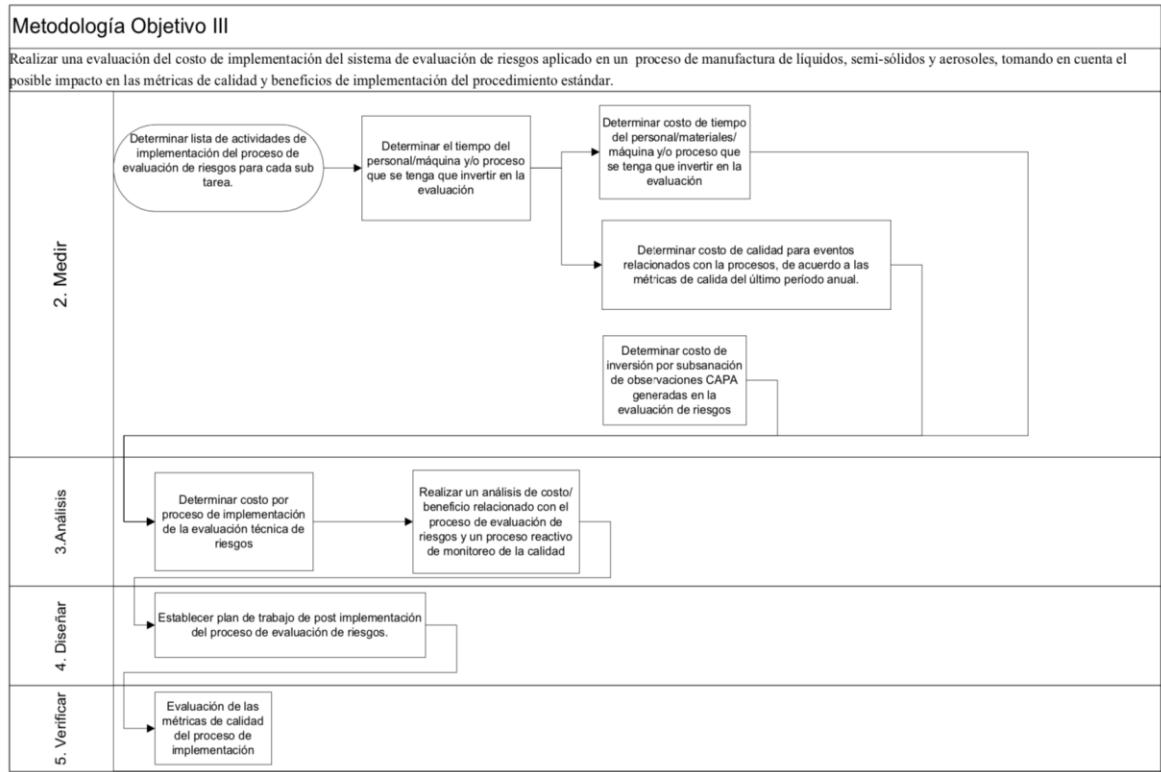 Metodología Objetivo III
Realizar una evaluación del costo de implementación del sistema de evaluación de riesgos aplicado en un proceso de manufactura de líquidos, semi-sólidos y aerosoles, tomando en cuenta el
posible impacto en las métricas de calidad y beneficios de implementación del procedimiento estándar.
2. Medir
Determinar lista de actividades de
implementación del proceso de
evaluación de riesgos para cada sub
tarea.
Determinar el tiempo del
personal/máquina y/o proceso
que se tenga que invertir en la
evaluación
Determinar costo de tiempo
del personal/materiales/
máquina y/o proceso que
se tenga que invertir en la
evaluación
Determinar costo de calidad para eventos
relacionados con la procesos, de acuerdo a las
métricas de calida del último período anual.
Determinar costo de
inversión por subsanación
de observaciones CAPA
generadas en la
evaluación de riesgos
3.Análisis
Determinar costo por
proceso de implementación
de la evaluación técnica de
riesgos
Realizar un análisis de costo/
beneficio relacionado con el
proceso de evaluación de
riesgos y un proceso reactivo
de monitoreo de la calidad
4. Diseñar
Establecer plan de trabajo de post implementación
del proceso de evaluación de riesgos.
5. Verificar
Evaluación de las
métricas de calidad
del proceso de
implementación